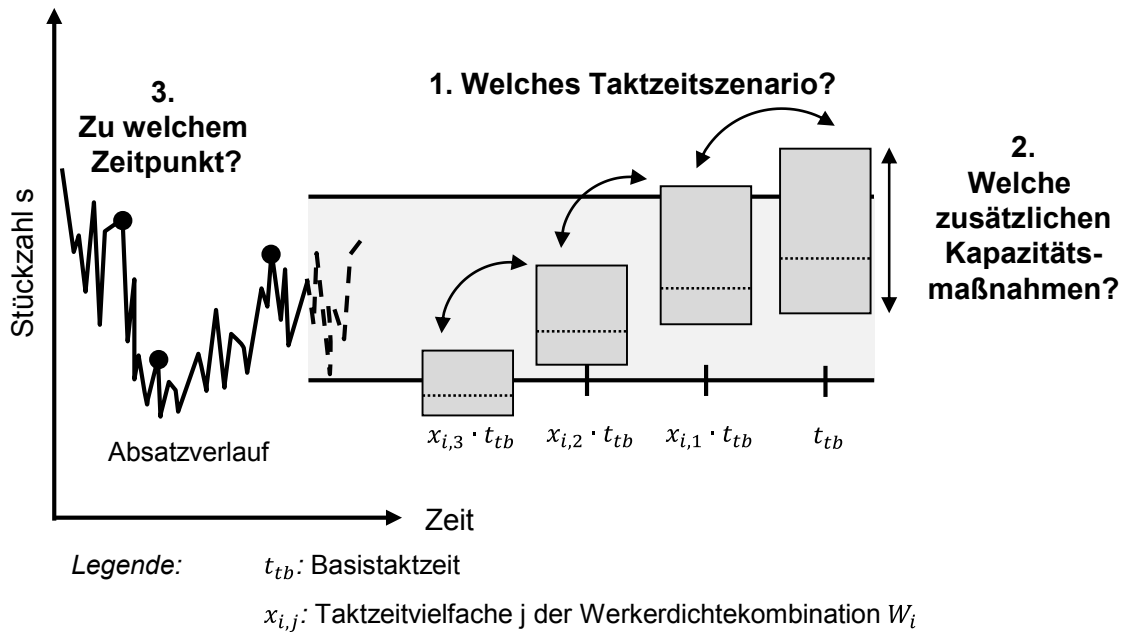 3.
Zu welchem
Zeitpunkt?
1. Welches Taktzeitszenario?
2.
Welche
zusätzlichen
Kapazitäts-
maßnahmen?
Stückzahl s
Absatzverlauf
x_{i,3} · t_{tb}
x_{i,2} · t_{tb}
x_{i,1} · t_{tb}
t_{tb}
Zeit
Legende:
t_{tb}: Basistaktzeit
x_{i,j}: Taktzeitvielfache j der Werkerdichtekombination W_i